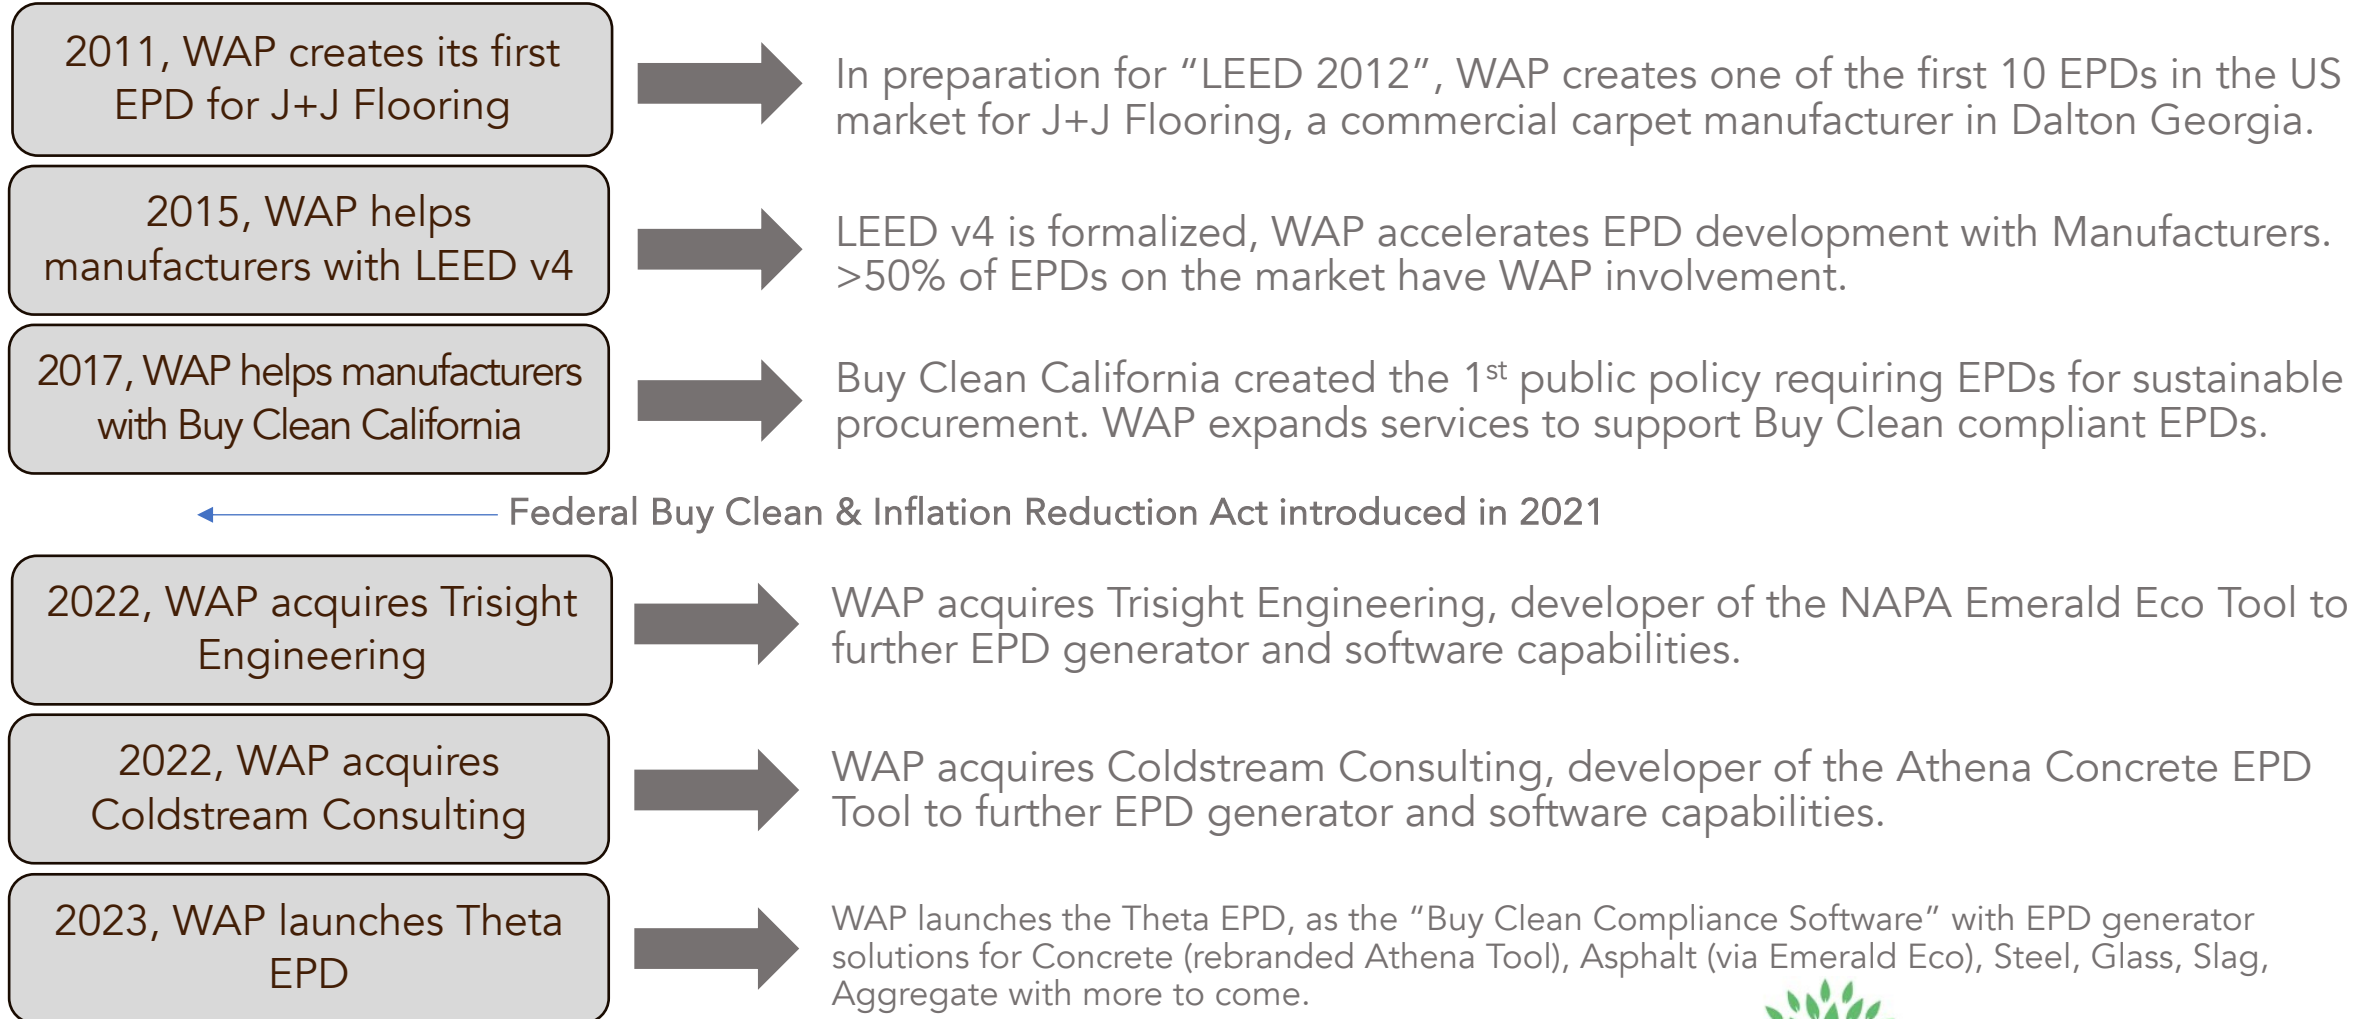 2011, WAP creates its first
EPD for J+J Flooring
In preparation for “LEED 2012”, WAP creates one of the first 10 EPDs in the US
market for J+J Flooring, a commercial carpet manufacturer in Dalton Georgia.
2015, WAP helps
manufacturers with LEED v4
LEED v4 is formalized, WAP accelerates EPD development with Manufacturers.
>50% of EPDs on the market have WAP involvement.
2017, WAP helps manufacturers
with Buy Clean California
Buy Clean California created the 1st public policy requiring EPDs for sustainable
procurement. WAP expands services to support Buy Clean compliant EPDs.
Federal Buy Clean & Inflation Reduction Act introduced in 2021
2022, WAP acquires Trisight
Engineering
WAP acquires Trisight Engineering, developer of the NAPA Emerald Eco Tool to
further EPD generator and software capabilities.
2022, WAP acquires
Coldstream Consulting
WAP acquires Coldstream Consulting, developer of the Athena Concrete EPD
Tool to further EPD generator and software capabilities.
2023, WAP launches Theta
EPD
WAP launches the Theta EPD, as the “Buy Clean Compliance Software” with EPD generator
solutions for Concrete (rebranded Athena Tool), Asphalt (via Emerald Eco), Steel, Glass, Slag,
Aggregate with more to come.